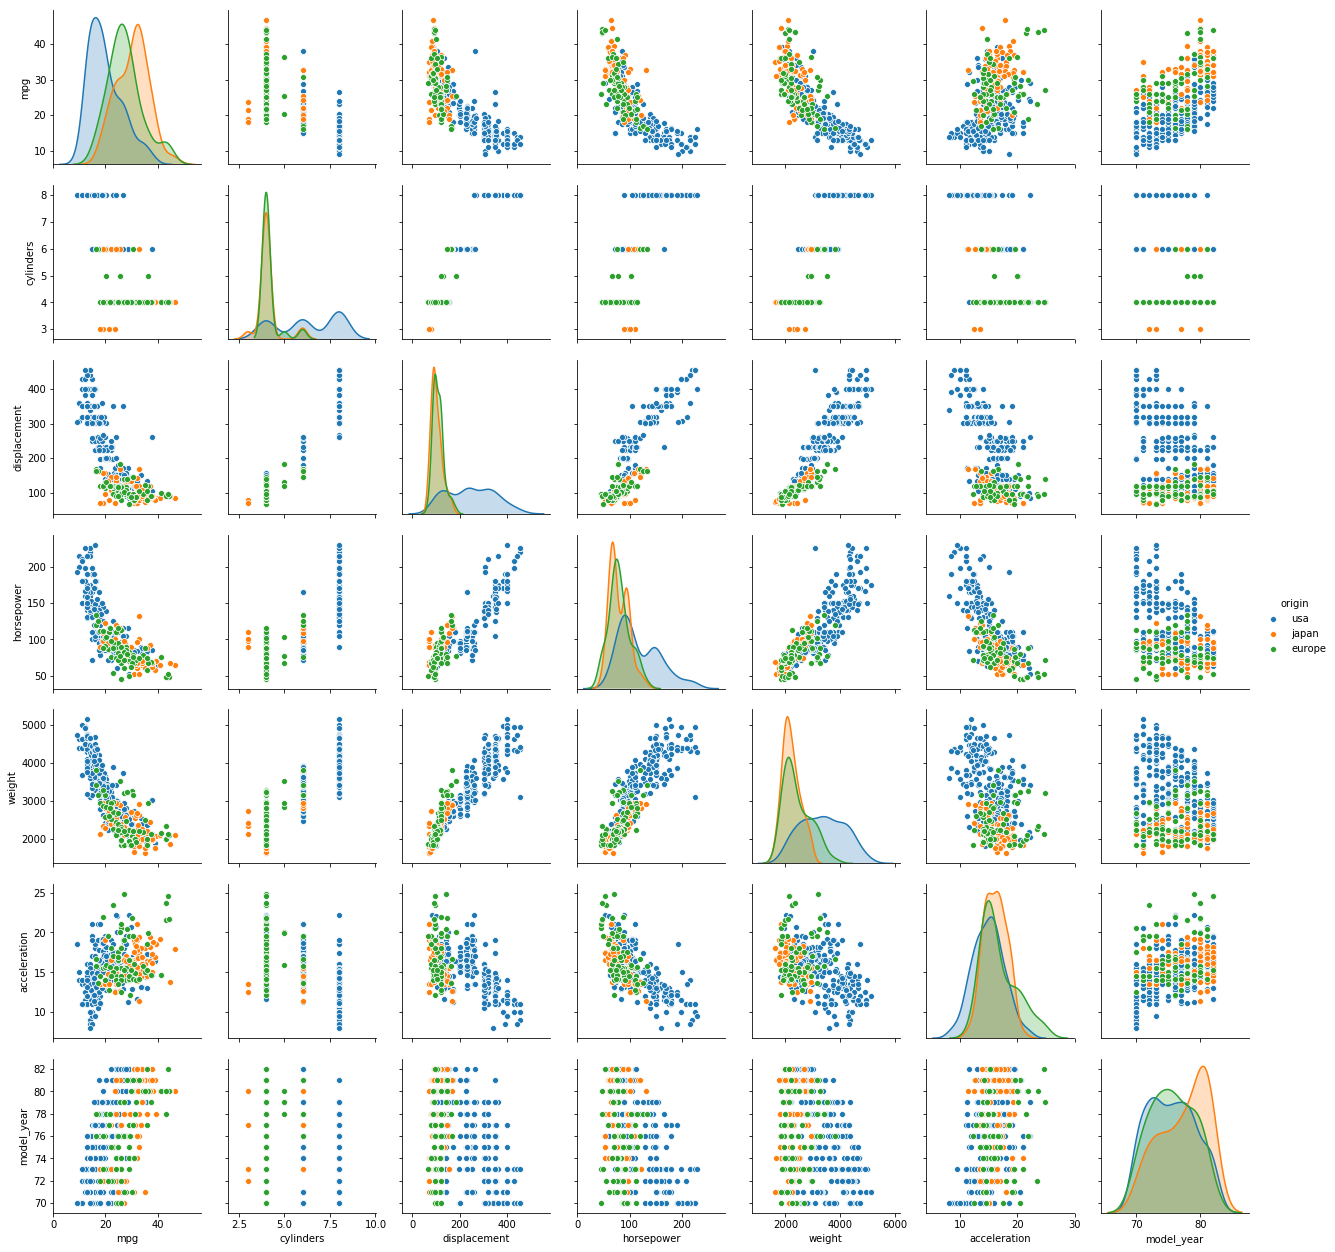 mpg
40
30
20
10
cylinders
8
7
6
5
4
3
displacement
400
300
200
100
horsepower
200
150
100
50
origin
usa
japan
europe
weight
5000
4000
3000
2000
acceleration
25
20
15
10
model_year
82
80
78
76
74
72
70
0 20 40
2.5 5.0 7.5 10.0
0 200 400
0 100 200
2000 4000 6000
10 20 30
70 80
mpg
cylinders
displacement
horsepower
weight
acceleration
model_year